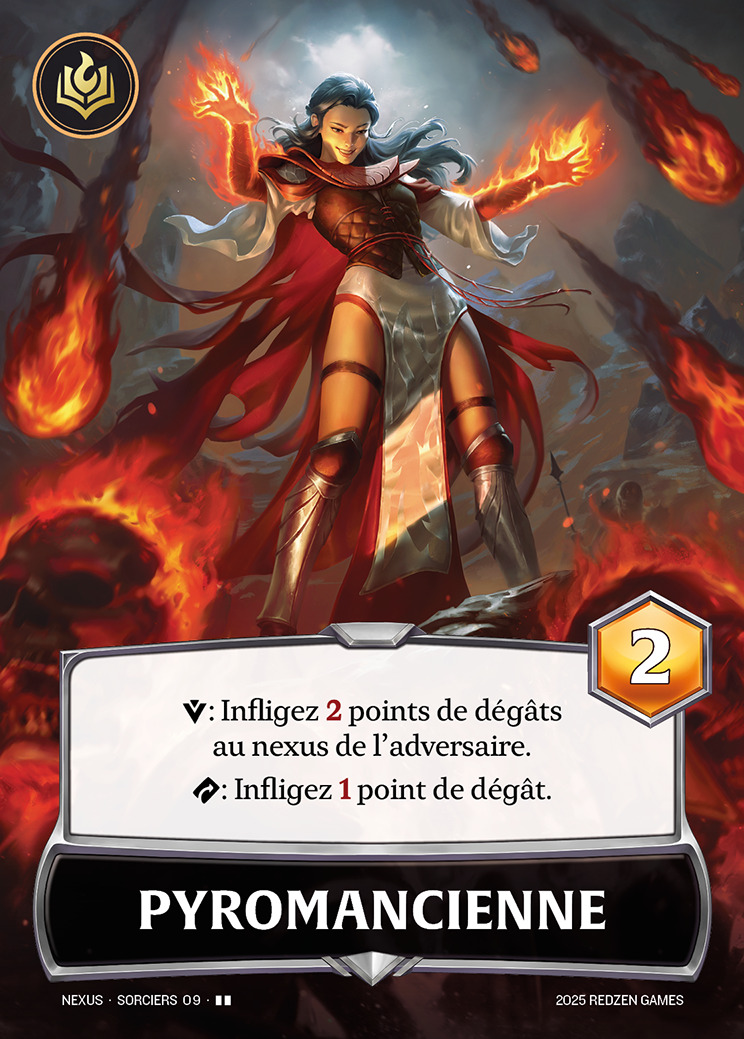 2
: Infligez 2 points de dégâts
au nexus de l’adversaire.
: Infligez 1 point de dégât.
PYROMANCIENNE
NEXUS · SORCIERS 09 ·
2025 REDZEN GAMES